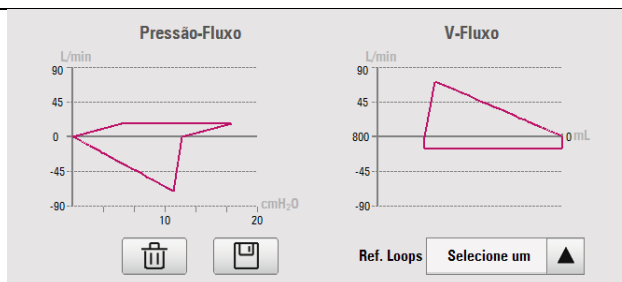 Pressão-Fluxo
L/min
90
45
0
-45
-90
10
20
cmH₂O
V-Fluxo
L/min
90
45
800
0 mL
-45
-90
Ref. Loops
Selecione um